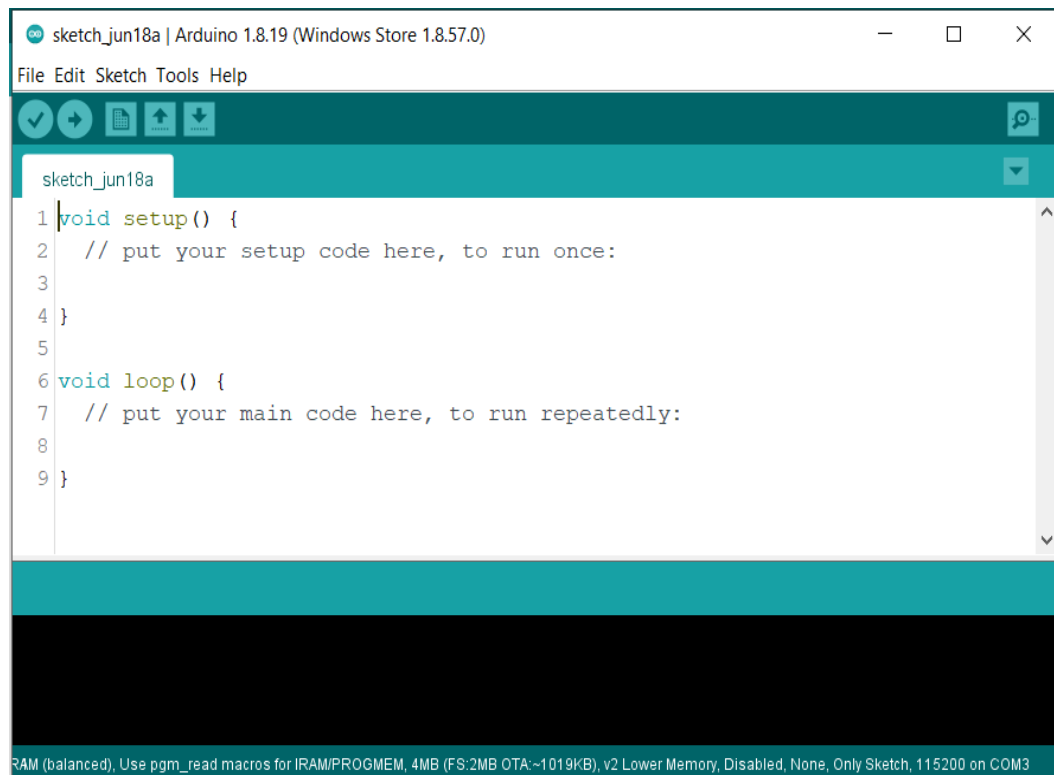 sketch_jun18a | Arduino 1.8.19 (Windows Store 1.8.57.0)
File Edit Sketch Tools Help
sketch_jun18a
1 void setup() {
2   // put your setup code here, to run once:
3
4 }
5
6 void loop() {
7   // put your main code here, to run repeatedly:
8
9 }
RAM (balanced), Use pgm_read macros for IRAM/PROGMEM, 4MB (FS:2MB OTA:~1019KB), v2 Lower Memory, Disabled, None, Only Sketch, 115200 on COM3